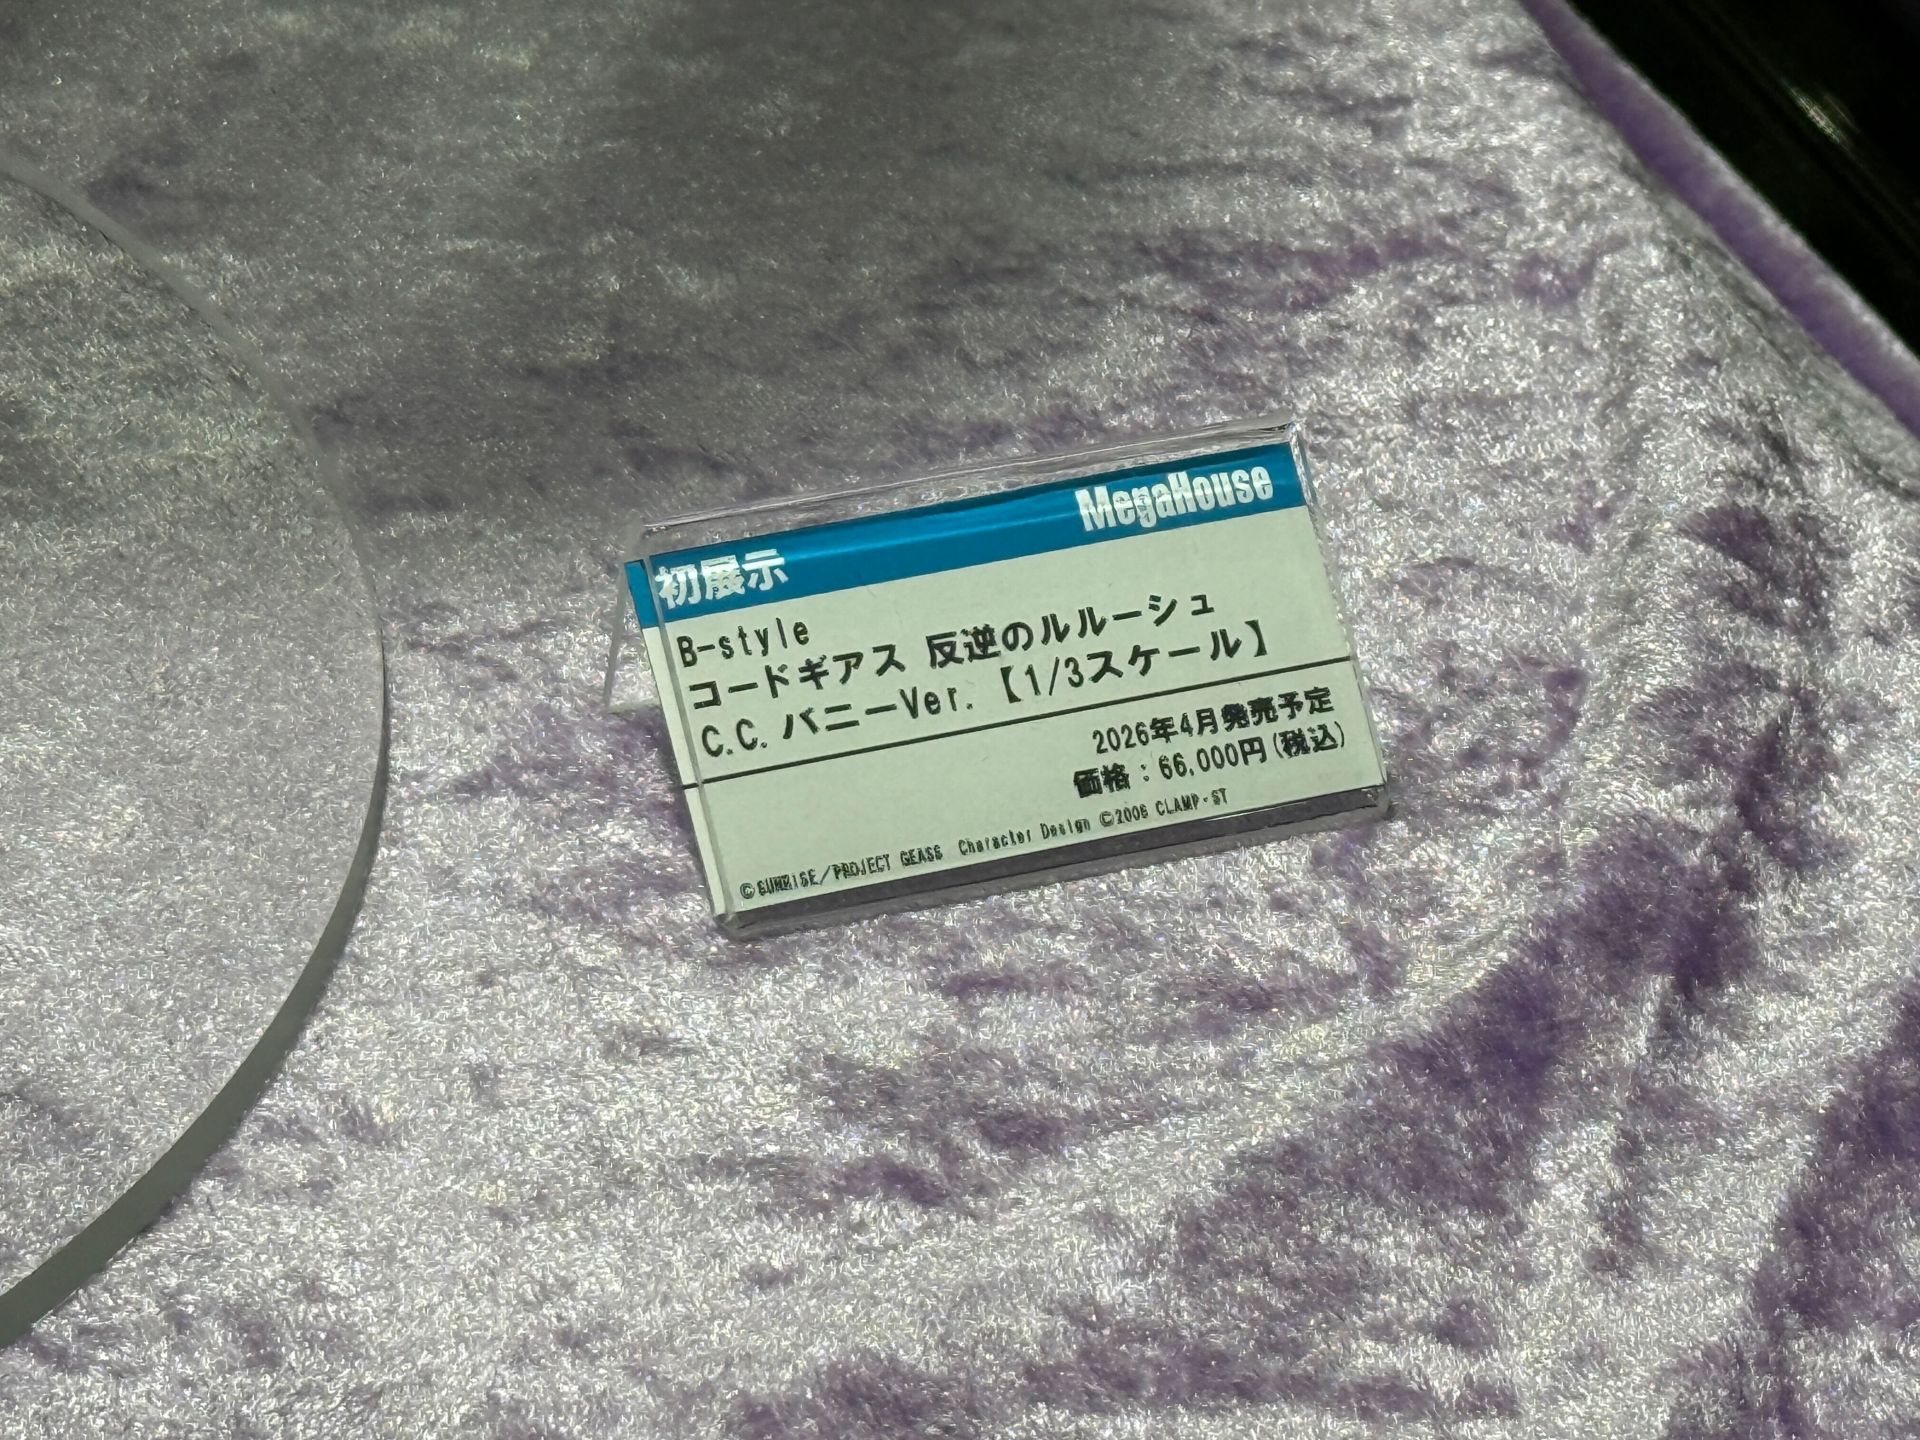 MegaHouse
初展示
B-style
コードギアス 反逆のルルーシュ
C.C. バニーVer.【1/3スケール】
2026年4月発売予定
価格：66,000円(税込)
©SUNRISE/PROJECT GEASS Character Design ©2006 CLAMP・ST